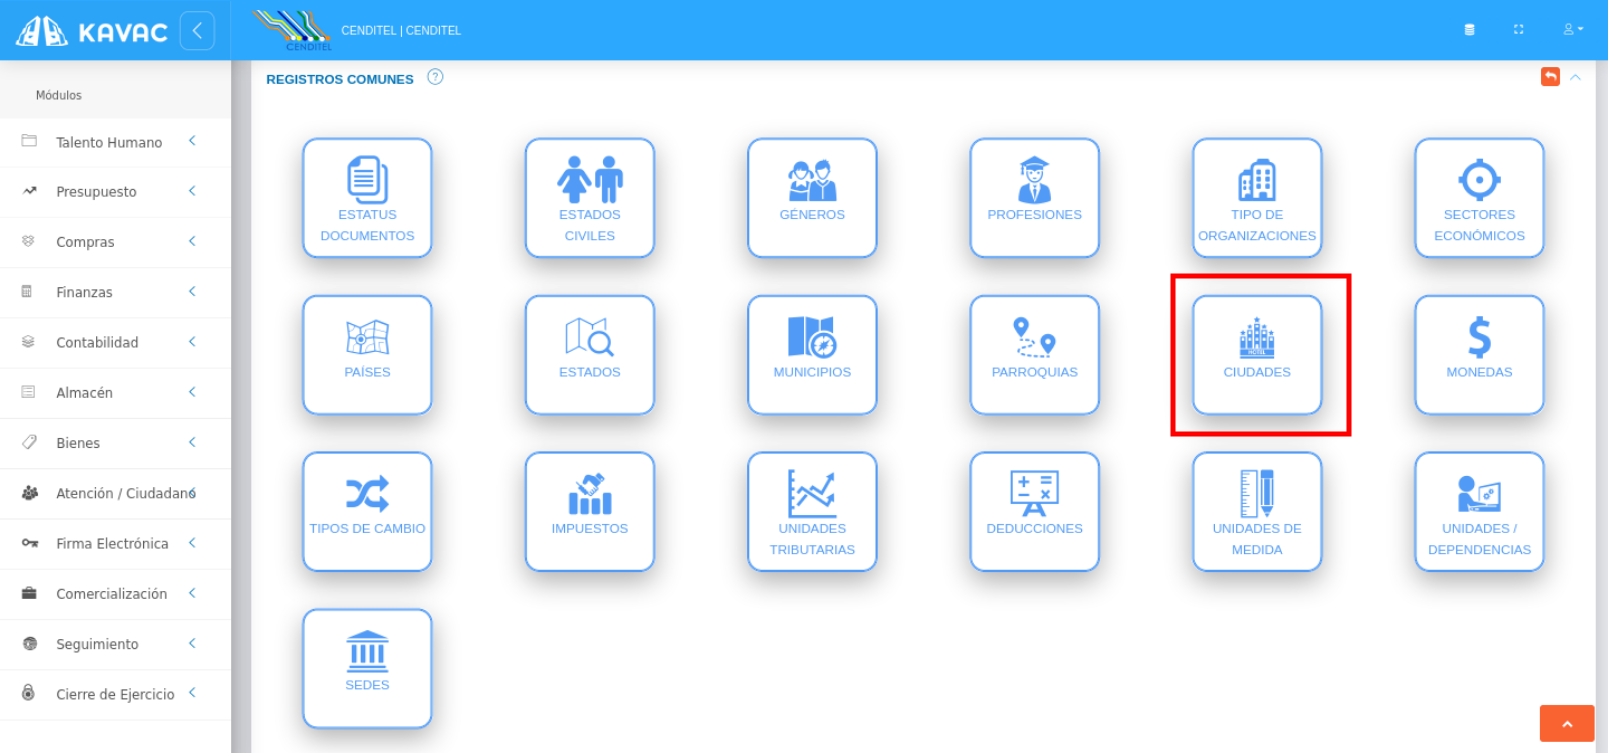 KAVAC
CENDITEL
CENDITEL | CENDITEL
Módulos
Talento Humano
Presupuesto
Compras
Finanzas
Contabilidad
Almacén
Bienes
Atención / Ciudadano
Firma Electrónica
Comercialización
Seguimiento
Cierre de Ejercicio
REGISTROS COMUNES ?
ESTATUS
DOCUMENTOS
ESTADOS
CIVILES
GÉNEROS
PROFESIONES
TIPO DE
ORGANIZACIONES
SECTORES
ECONÓMICOS
PAÍSES
ESTADOS
MUNICIPIOS
PARROQUIAS
HOTEL
CIUDADES
$
MONEDAS
TIPOS DE CAMBIO
IMPUESTOS
UNIDADES
TRIBUTARIAS
DEDUCCIONES
UNIDADES DE
MEDIDA
UNIDADES /
DEPENDENCIAS
SEDES